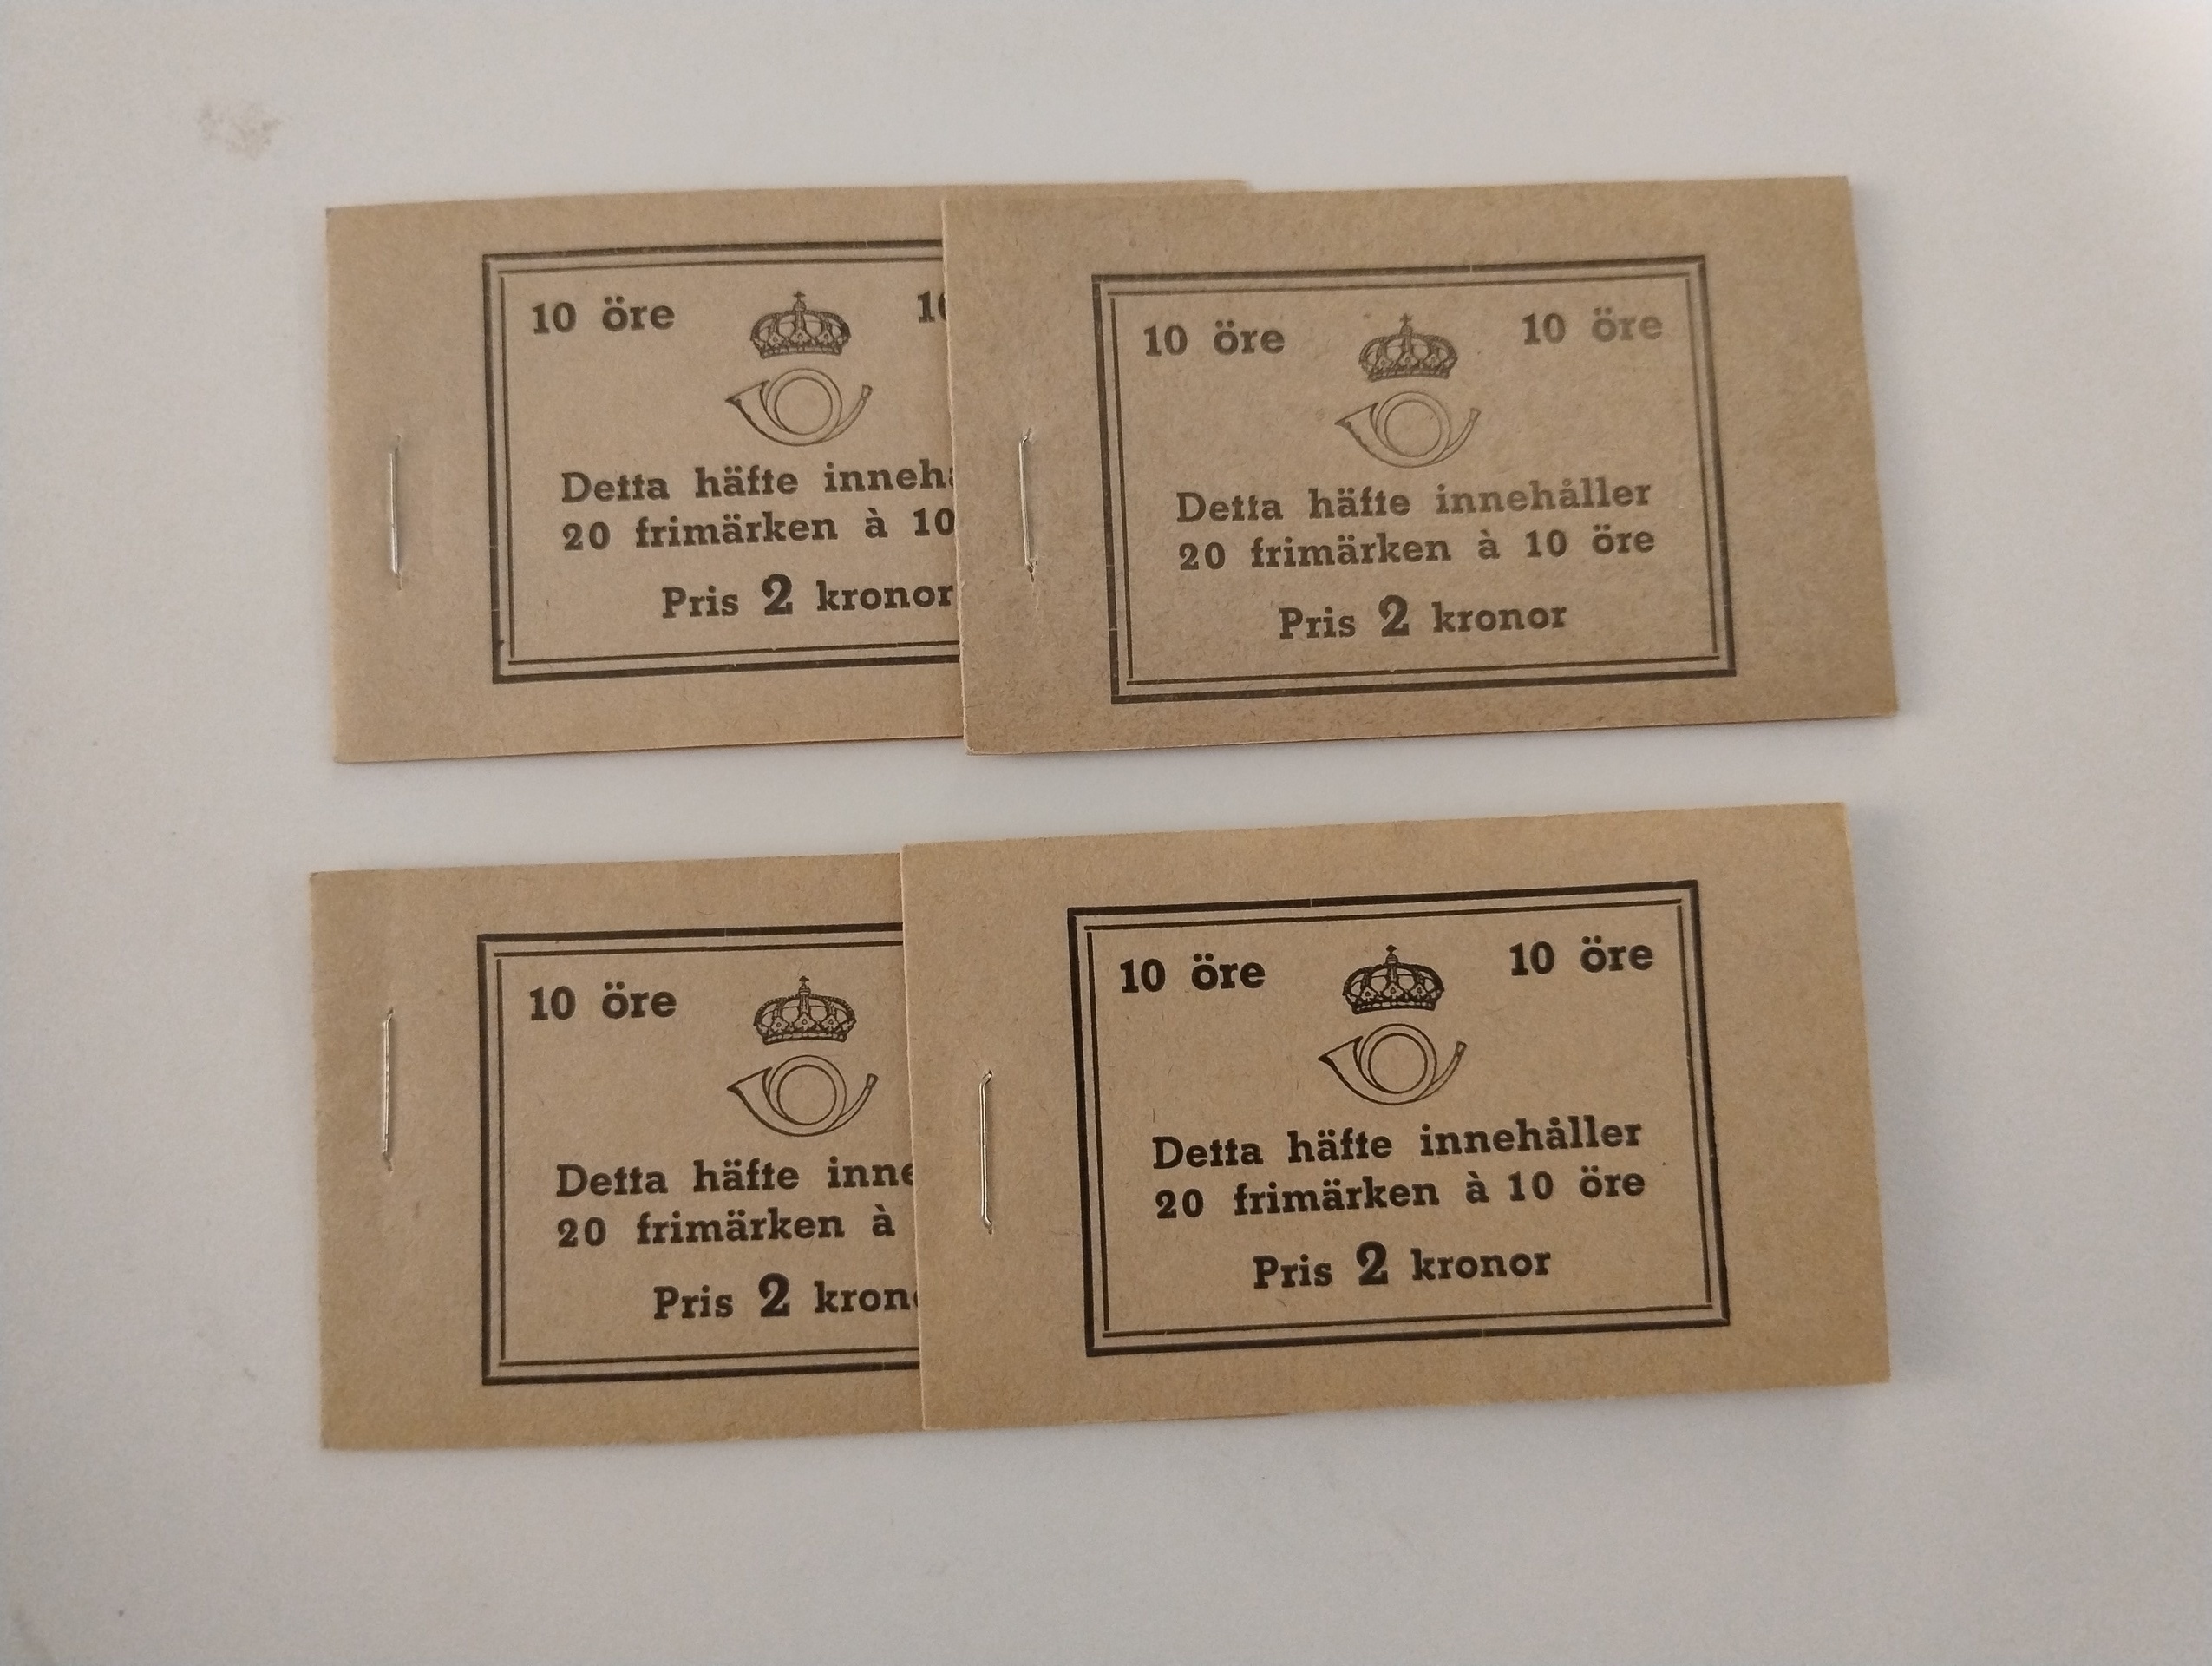 10 öre
Detta häfte
20 frimärken à 10
Pris 2 kronor
10 öre 10 öre
Detta häfte innehåller
20 frimärken à 10 öre
Pris 2 kronor
10 öre
Detta häfte
20 frimärken à
Pris 2
10 öre 10 öre
Detta häfte innehåller
20 frimärken à 10 öre
Pris 2 kronor